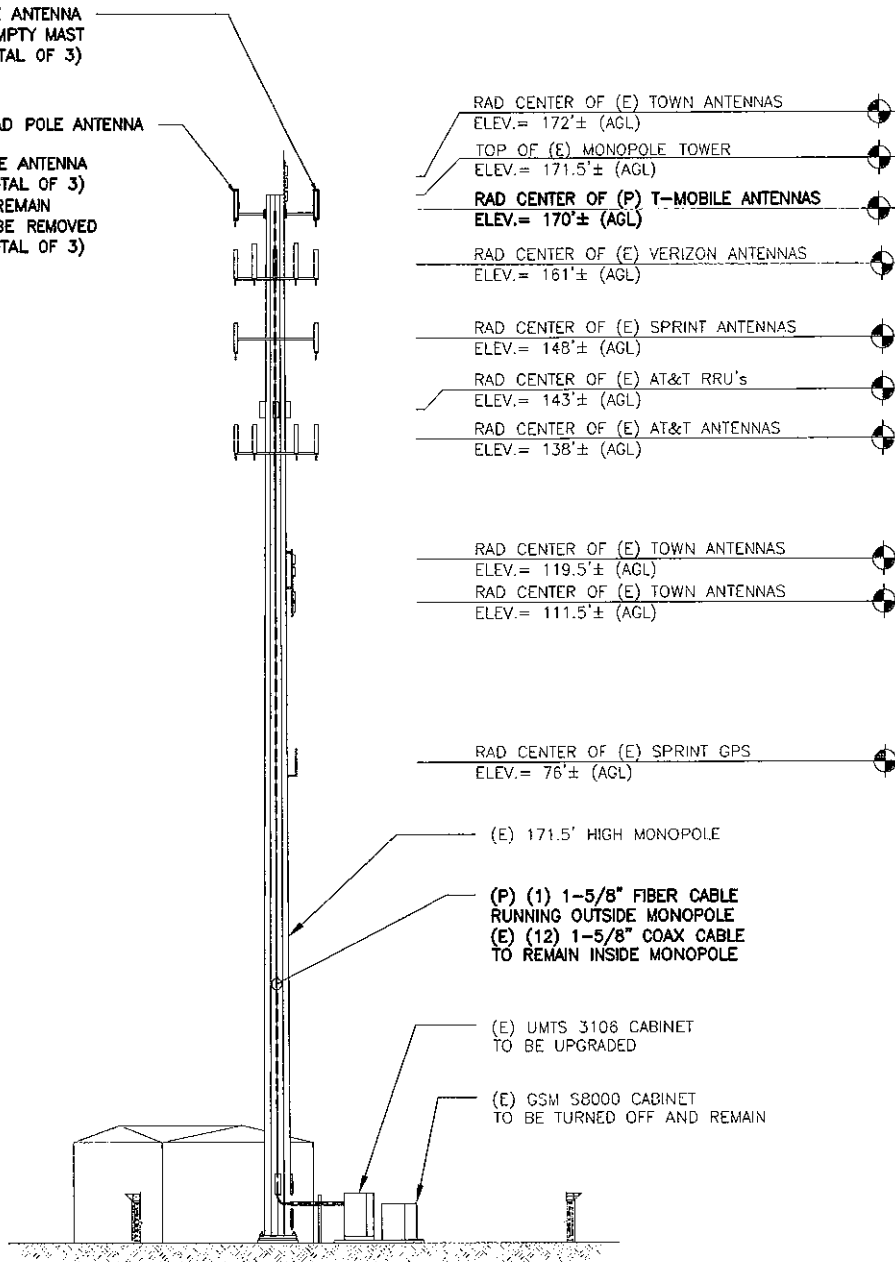 ANTENNA
MPTY MAST
TAL OF 3)
AD POLE ANTENNA
E ANTENNA
TAL OF 3)
REMAIN
BE REMOVED
TAL OF 3)
RAD CENTER OF (E) TOWN ANTENNAS
ELEV.= 172'± (AGL)
TOP OF (E) MONOPOLE TOWER
ELEV.= 171.5'± (AGL)
RAD CENTER OF (P) T-MOBILE ANTENNAS
ELEV.= 170'± (AGL)
RAD CENTER OF (E) VERIZON ANTENNAS
ELEV.= 161'± (AGL)
RAD CENTER OF (E) SPRINT ANTENNAS
ELEV.= 148'± (AGL)
RAD CENTER OF (E) AT&T RRU's
ELEV.= 143'± (AGL)
RAD CENTER OF (E) AT&T ANTENNAS
ELEV.= 138'± (AGL)
RAD CENTER OF (E) TOWN ANTENNAS
ELEV.= 119.5'± (AGL)
RAD CENTER OF (E) TOWN ANTENNAS
ELEV.= 111.5'± (AGL)
RAD CENTER OF (E) SPRINT GPS
ELEV.= 76'± (AGL)
(E) 171.5' HIGH MONOPOLE
(P) (1) 1-5/8" FIBER CABLE
RUNNING OUTSIDE MONOPOLE
(E) (12) 1-5/8" COAX CABLE
TO REMAIN INSIDE MONOPOLE
(E) UMTS 3106 CABINET
TO BE UPGRADED
(E) GSM S8000 CABINET
TO BE TURNED OFF AND REMAIN